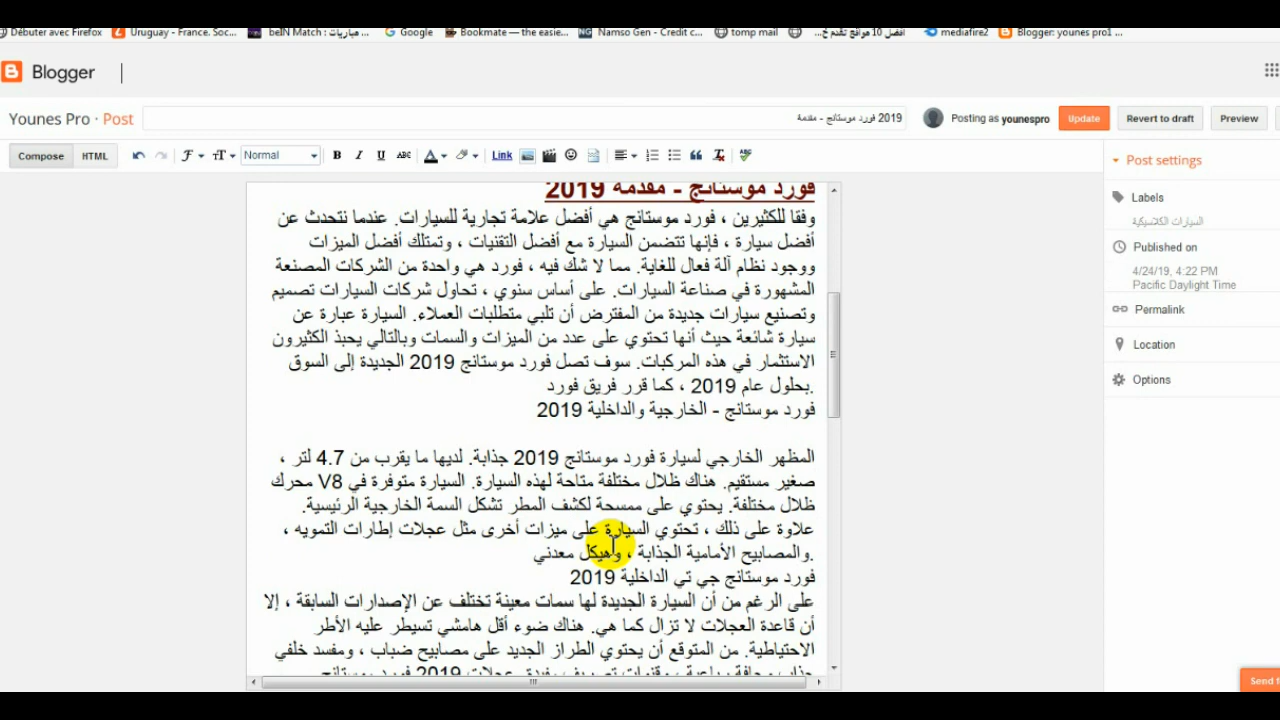 Débuter avec Firefox
Uruguay - France. Soc...
beIN Match : مباريات...
Google
Bookmate — the easie...
Namso Gen - Credit c...
tomp mail
افضل 10 مواقع تقدم خ...
mediafire2
Blogger: younes pro1 ...
Blogger
Younes Pro · Post
2019 فورد موستانج - مقدمة
Posting as younespro
Update
Revert to draft
Preview
Compose
HTML
Normal
Link
فورد موستانج - مقدمة 2019
وفقا للكثيرين ، فورد موستانج هي أفضل علامة تجارية للسيارات. عندما نتحدث عن
أفضل سيارة ، فإنها تتضمن السيارة مع أفضل التقنيات ، وتمتلك أفضل الميزات
ووجود نظام آلة فعال للغاية. مما لا شك فيه ، فورد هي واحدة من الشركات المصنعة
المشهورة في صناعة السيارات. على أساس سنوي ، تحاول شركات السيارات تصميم
وتصنيع سيارات جديدة من المفترض أن تلبي متطلبات العملاء. السيارة عبارة عن
سيارة شائعة حيث أنها تحتوي على عدد من الميزات والسمات وبالتالي يحبذ الكثيرون
الاستثمار في هذه المركبات. سوف تصل فورد موستانج 2019 الجديدة إلى السوق
.بحلول عام 2019 ، كما قرر فريق فورد
فورد موستانج - الخارجية والداخلية 2019
المظهر الخارجي لسيارة فورد موستانج 2019 جذابة. لديها ما يقرب من 4.7 لتر ،
صغير مستقيم. هناك ظلال مختلفة متاحة لهذه السيارة. السيارة متوفرة في V8 محرك
ظلال مختلفة. يحتوي على ممسحة لكشف المطر تشكل السمة الخارجية الرئيسية.
علاوة على ذلك ، تحتوي السيارة على ميزات أخرى مثل عجلات إطارات التمويه ،
.والمصابيح الأمامية الجذابة ، وهيكل معدني
فورد موستانج جي تي الداخلية 2019
على الرغم من أن السيارة الجديدة لها سمات معينة تختلف عن الإصدارات السابقة ، إلا
أن قاعدة العجلات لا تزال كما هي. هناك ضوء أقل هامشي تسيطر عليه الأطر
الاحتياطية. من المتوقع أن يحتوي الطراز الجديد على مصابيح ضباب ، ومفسد خلفي
عجلات 2019 فورد موستانج
Post settings
Labels
السيارات الكلاسيكية
Published on
4/24/19, 4:22 PM
Pacific Daylight Time
Permalink
Location
Options